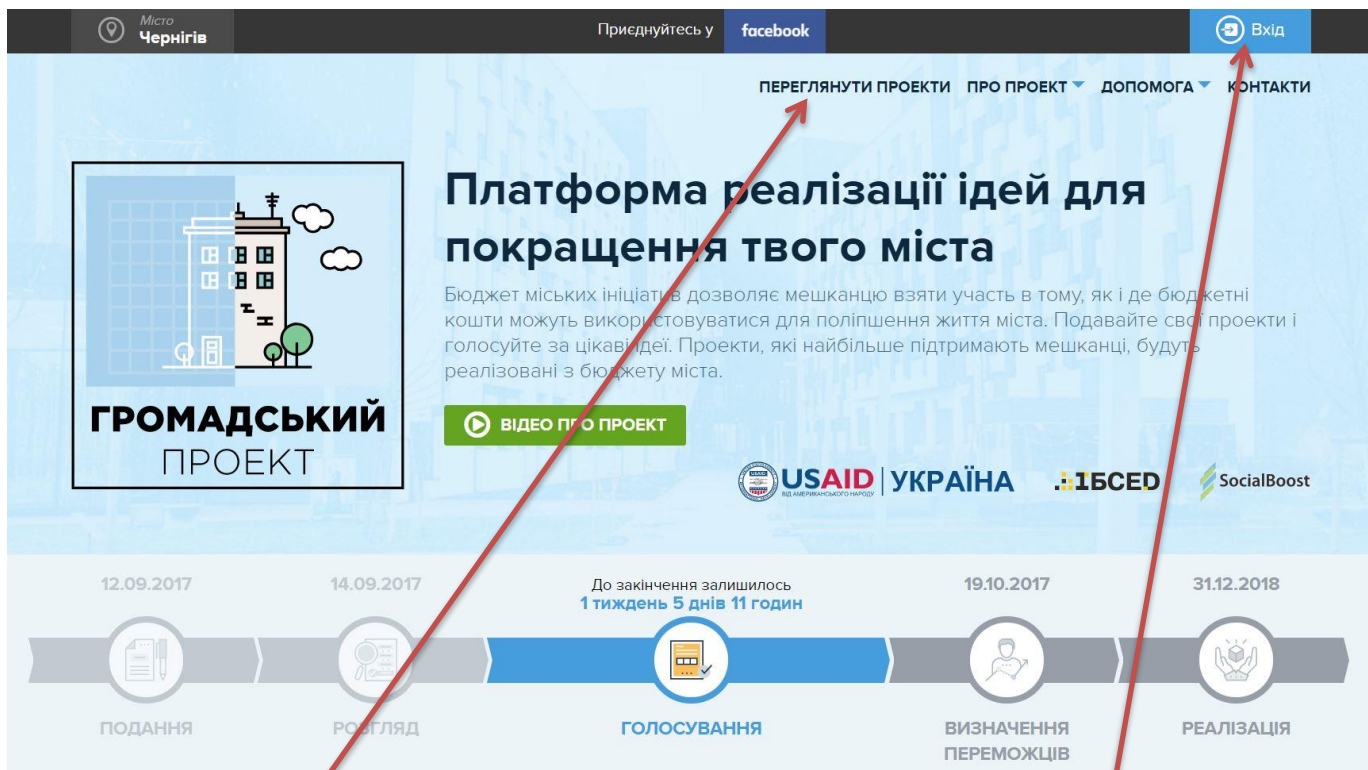 Місто
Чернігів
Приєднуйтесь у facebook
Вхід
ПЕРЕГЛЯНУТИ ПРОЕКТИ ПРО ПРОЕКТ ДОПОМОГА КОНТАКТИ
Платформа реалізації ідей для
покращення твого міста
Бюджет міських ініціатив дозволяє мешканцю взяти участь в тому, як і де бюджетні
кошти можуть використовуватися для поліпшення життя міста. Подавайте свої проекти і
голосуйте за цікаві ідеї. Проекти, які найбільше підтримають мешканці, будуть
реалізовані з бюджету міста.
ГРОМАДСЬКИЙ
ПРОЕКТ
ВІДЕО ПРО ПРОЕКТ
USAID УКРАЇНА
ВІД АМЕРИКАНСЬКОГО НАРОДУ
ІБСED
SocialBoost
12.09.2017
14.09.2017
До закінчення залишилось
1 тиждень 5 днів 11 годин
19.10.2017
31.12.2018
ПОДАННЯ
РОЗГЛЯД
ГОЛОСУВАННЯ
ВИЗНАЧЕННЯ
ПЕРЕМОЖЦІВ
РЕАЛІЗАЦІЯ